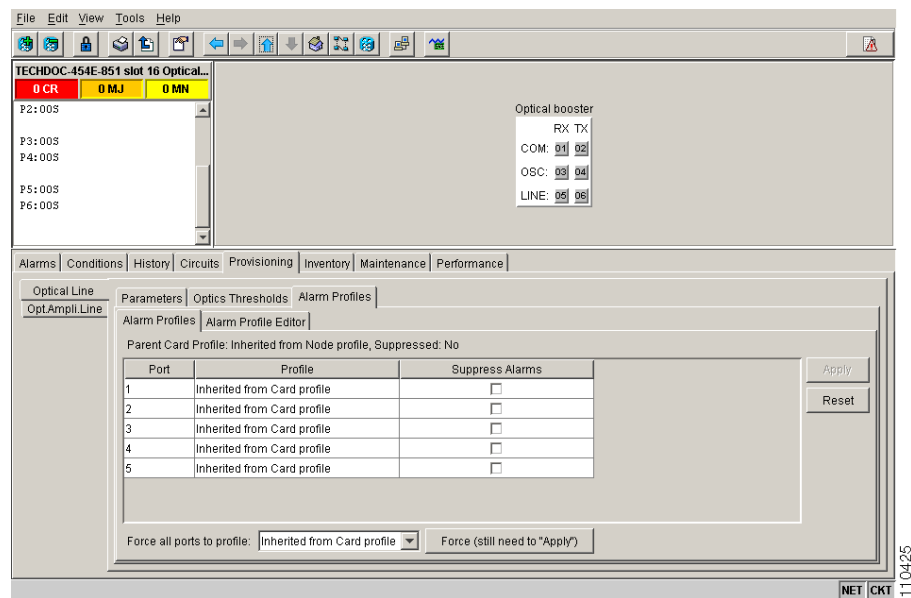 File Edit View Tools Help
TECHDOC-454E-851 slot 16 Optical...
0 CR 0 MJ 0 MN
P2:OOS
P3:OOS
P4:OOS
P5:OOS
P6:OOS
Optical booster
RX TX
COM: 01 02
OSC: 03 04
LINE: 05 06
Alarms Conditions History Circuits Provisioning Inventory Maintenance Performance
Optical Line
Opt.Ampli.Line
Parameters Optics Thresholds Alarm Profiles
Alarm Profiles Alarm Profile Editor
Parent Card Profile: Inherited from Node profile, Suppressed: No
Port Profile Suppress Alarms
1 Inherited from Card profile
2 Inherited from Card profile
3 Inherited from Card profile
4 Inherited from Card profile
5 Inherited from Card profile
Apply
Reset
Force all ports to profile: Inherited from Card profile Force (still need to "Apply")
NET CKT
110425